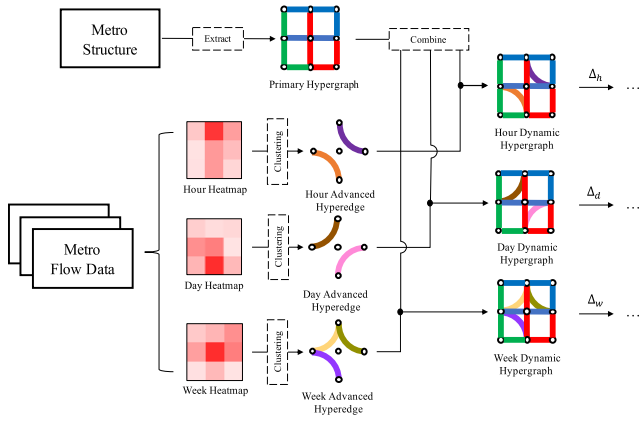 Metro
Structure
Extract
Primary Hypergraph
Combine
Hour Dynamic
Hypergraph
Δh
...
Hour Heatmap
Clustering
Hour Advanced
Hyperedge
Metro
Flow Data
Day Heatmap
Clustering
Day Advanced
Hyperedge
Day Dynamic
Hypergraph
Δd
...
Week Heatmap
Clustering
Week Advanced
Hyperedge
Week Dynamic
Hypergraph
Δw
...